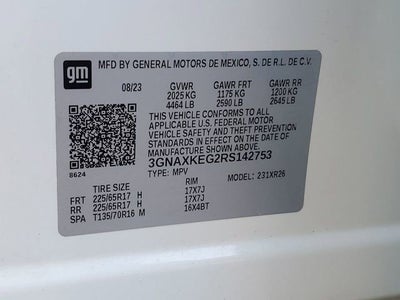 gm
MFD BY GENERAL MOTORS DE MEXICO, S. DE R.L. DE C.V.
08/23 GVWR GAWR FRT GAWR RR
2025 KG 1175 KG 1200 KG
4464 LB 2590 LB 2645 LB
THIS VEHICLE CONFORMS TO ALL APPLICABLE
U.S. FEDERAL MOTOR VEHICLE SAFETY
STANDARDS IN EFFECT ON THE DATE OF
MANUFACTURE SHOWN ABOVE.
3GNAXKEG2RS142753
8624
TYPE: MPV MODEL: 231XR26
TIRE SIZE RIM
FRT 225/65R17 H 17X7J
RR 225/65R17 H 17X7J
SPA T135/70R16 M 16X4BT